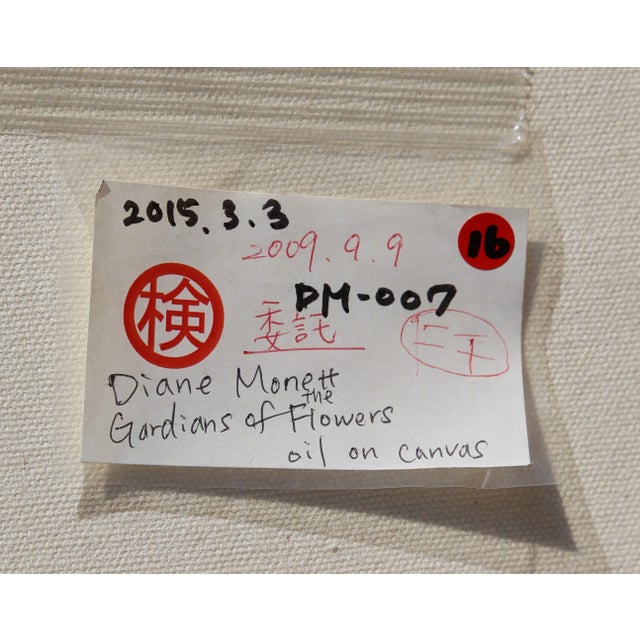 2015.3.3
2009.9.9
16
DM-007
検
委託
Diane Monett
the
Gardians of Flowers
oil on canvas